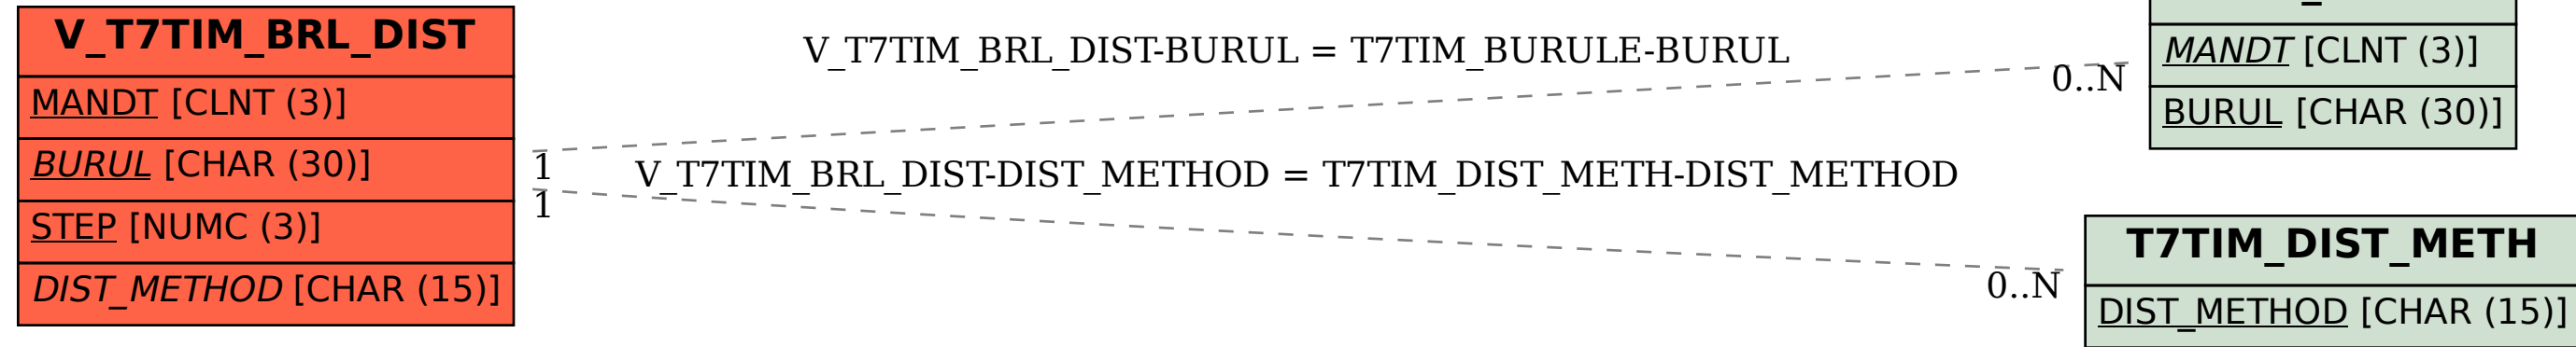 V_T7TIM_BRL_DIST
MANDT [CLNT (3)]
BURUL [CHAR (30)]
STEP [NUMC (3)]
DIST_METHOD [CHAR (15)]
V_T7TIM_BRL_DIST-BURUL = T7TIM_BURULE-BURUL
0..N
1
V_T7TIM_BRL_DIST-DIST_METHOD = T7TIM_DIST_METH-DIST_METHOD
1
0..N
MANDT [CLNT (3)]
BURUL [CHAR (30)]
T7TIM_DIST_METH
DIST_METHOD [CHAR (15)]